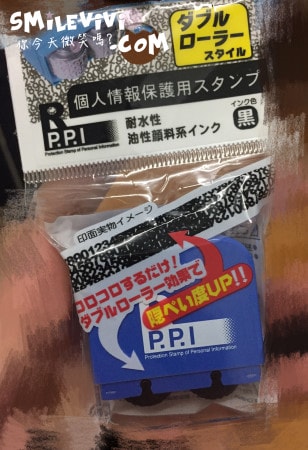 SMILEVIVI
你今天微笑嗎?
.COM
ダブル
ローラー
スタイル
R
P.P.I
Protection Stamp of Personal Information
個人情報保護用スタンプ
耐水性
油性顔料系インク
インク色
黒
印面実物イメージ
コロコロするだけ!
ダブルローラー効果で
隠ぺい度UP!!
P.P.I
Protection Stamp of Personal Information